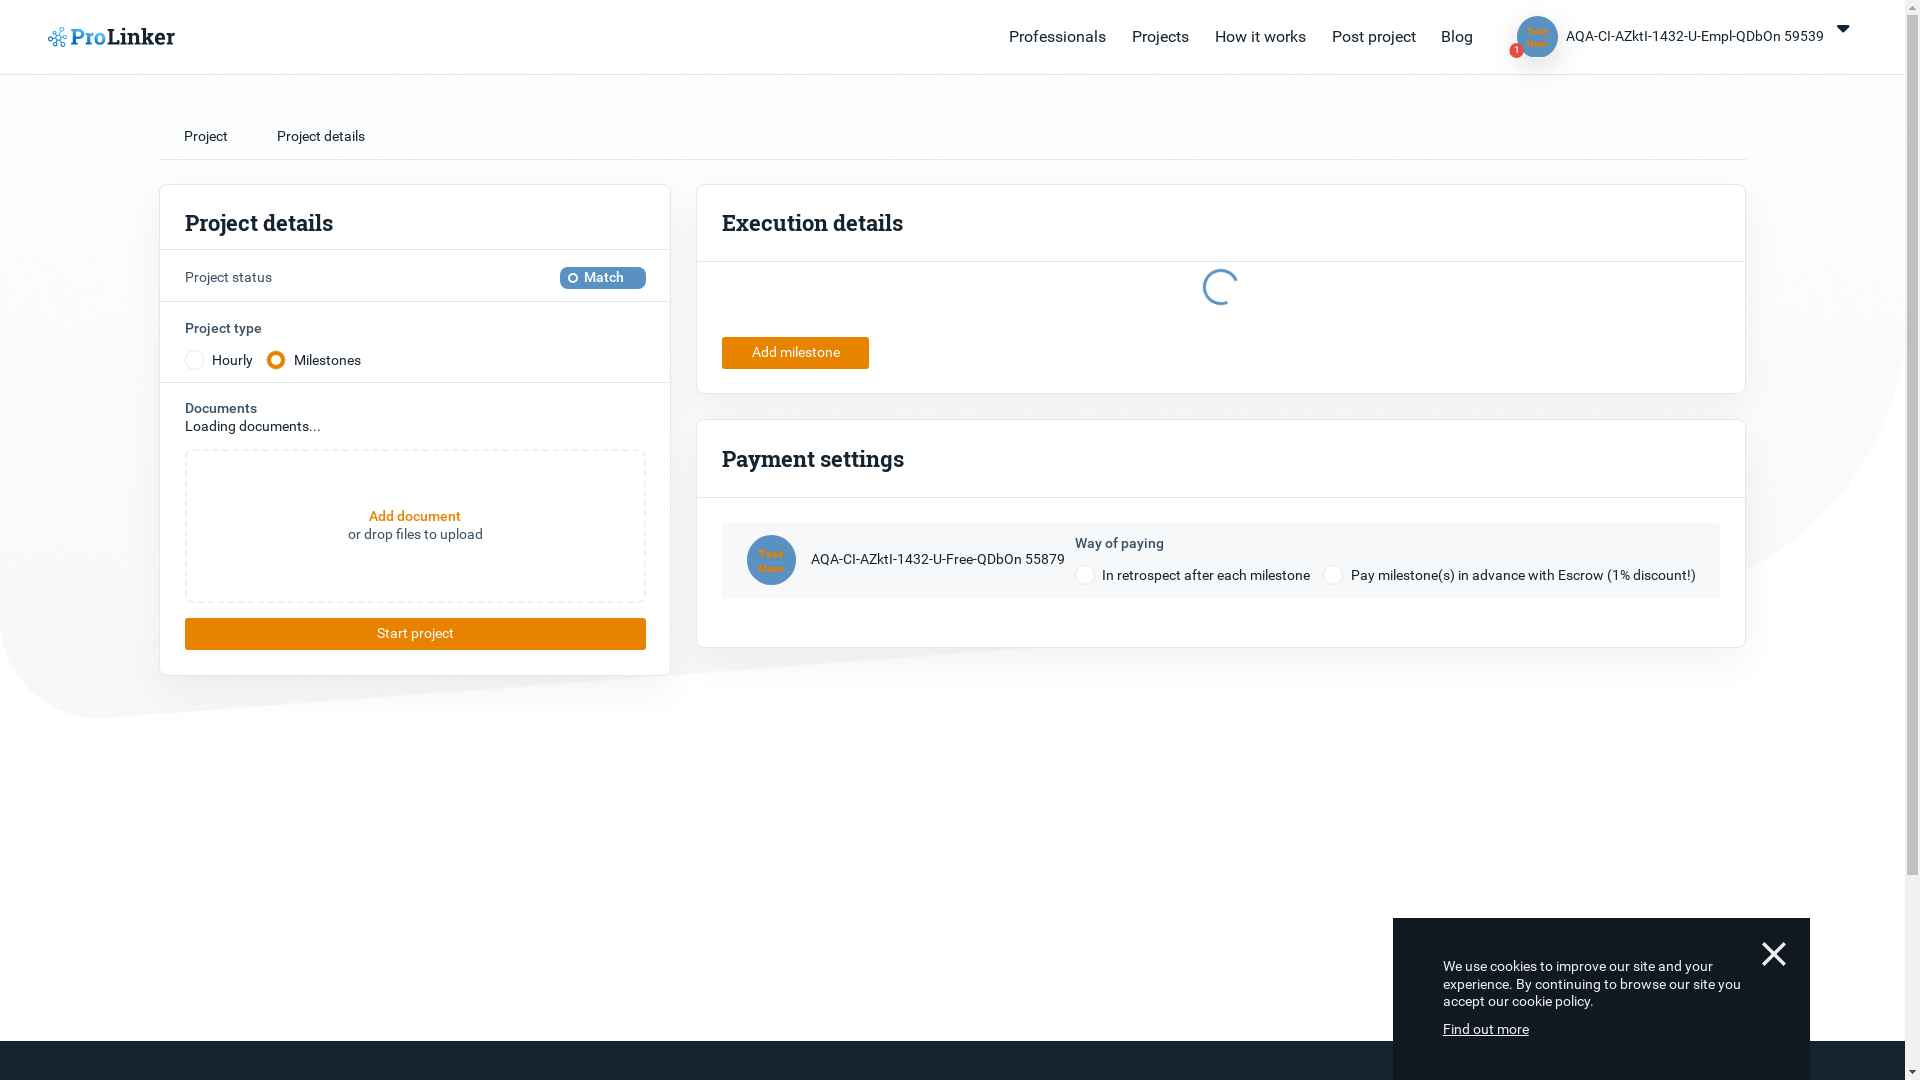 ProLinker
Professionals
Projects
How it works
Post project
Blog
Test
User
1
AQA-CI-AZktI-1432-U-Empl-QDbOn 59539
Project
Project details
Project details
Project status
Match
Project type
Hourly
Milestones
Documents
Loading documents...
Add document
or drop files to upload
Start project
Execution details
Add milestone
Payment settings
Test
User
AQA-CI-AZktI-1432-U-Free-QDbOn 55879
Way of paying
In retrospect after each milestone
Pay milestone(s) in advance with Escrow (1% discount!)
We use cookies to improve our site and your
experience. By continuing to browse our site you
accept our cookie policy.
Find out more